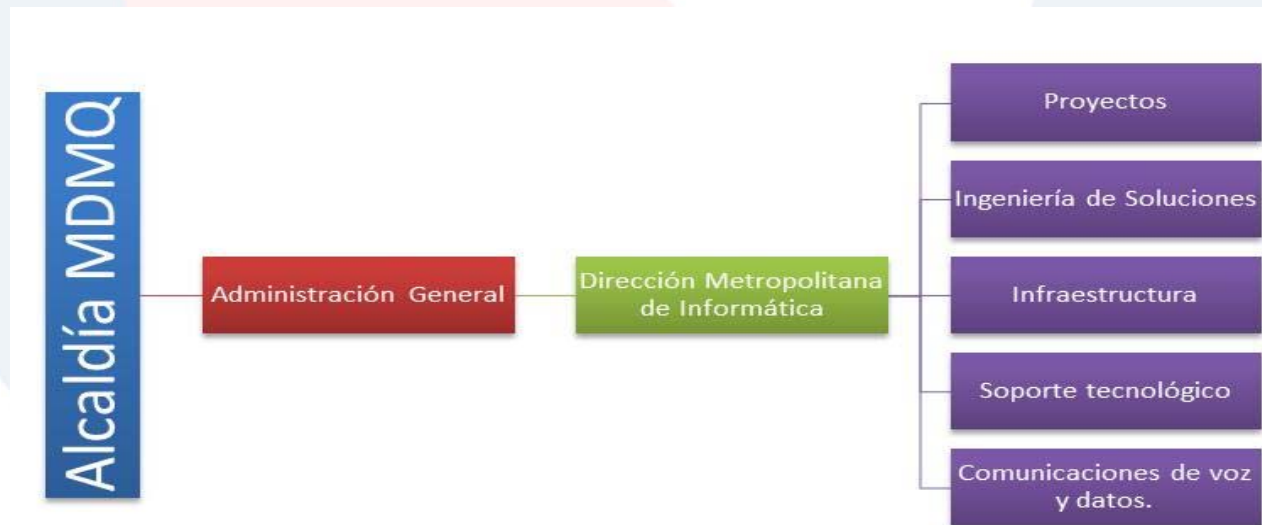 Alcaldía MDMQ
Administración General
Dirección Metropolitana
de Informática
Proyectos
Ingeniería de Soluciones
Infraestructura
Soporte tecnológico
Comunicaciones de voz
y datos.